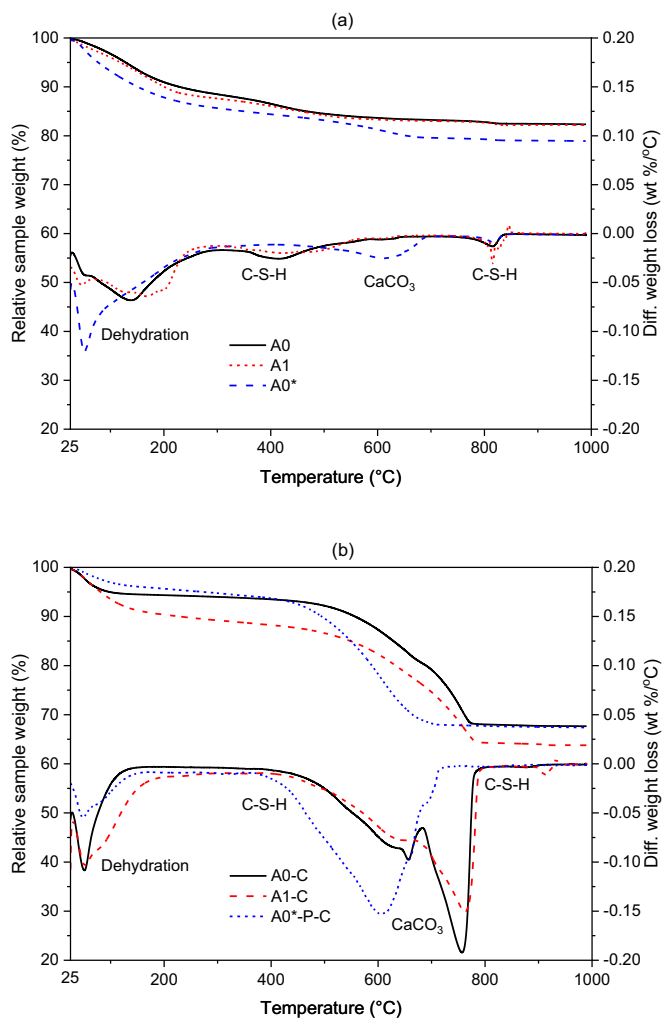 (a)
100
90
80
70
60
50
40
30
20
0.20
0.15
0.10
0.05
0.00
-0.05
-0.10
-0.15
-0.20
Relative sample weight (%)
Diff. weight loss (wt %/°C)
C-S-H
CaCO₃
C-S-H
Dehydration
A0
A1
A0*
25 200 400 600 800 1000
Temperature (°C)
(b)
100
90
80
70
60
50
40
30
20
0.20
0.15
0.10
0.05
0.00
-0.05
-0.10
-0.15
-0.20
Relative sample weight (%)
Diff. weight loss (wt %/°C)
C-S-H
C-S-H
Dehydration
A0-C
A1-C
A0*-P-C
CaCO₃
25 200 400 600 800 1000
Temperature (°C)